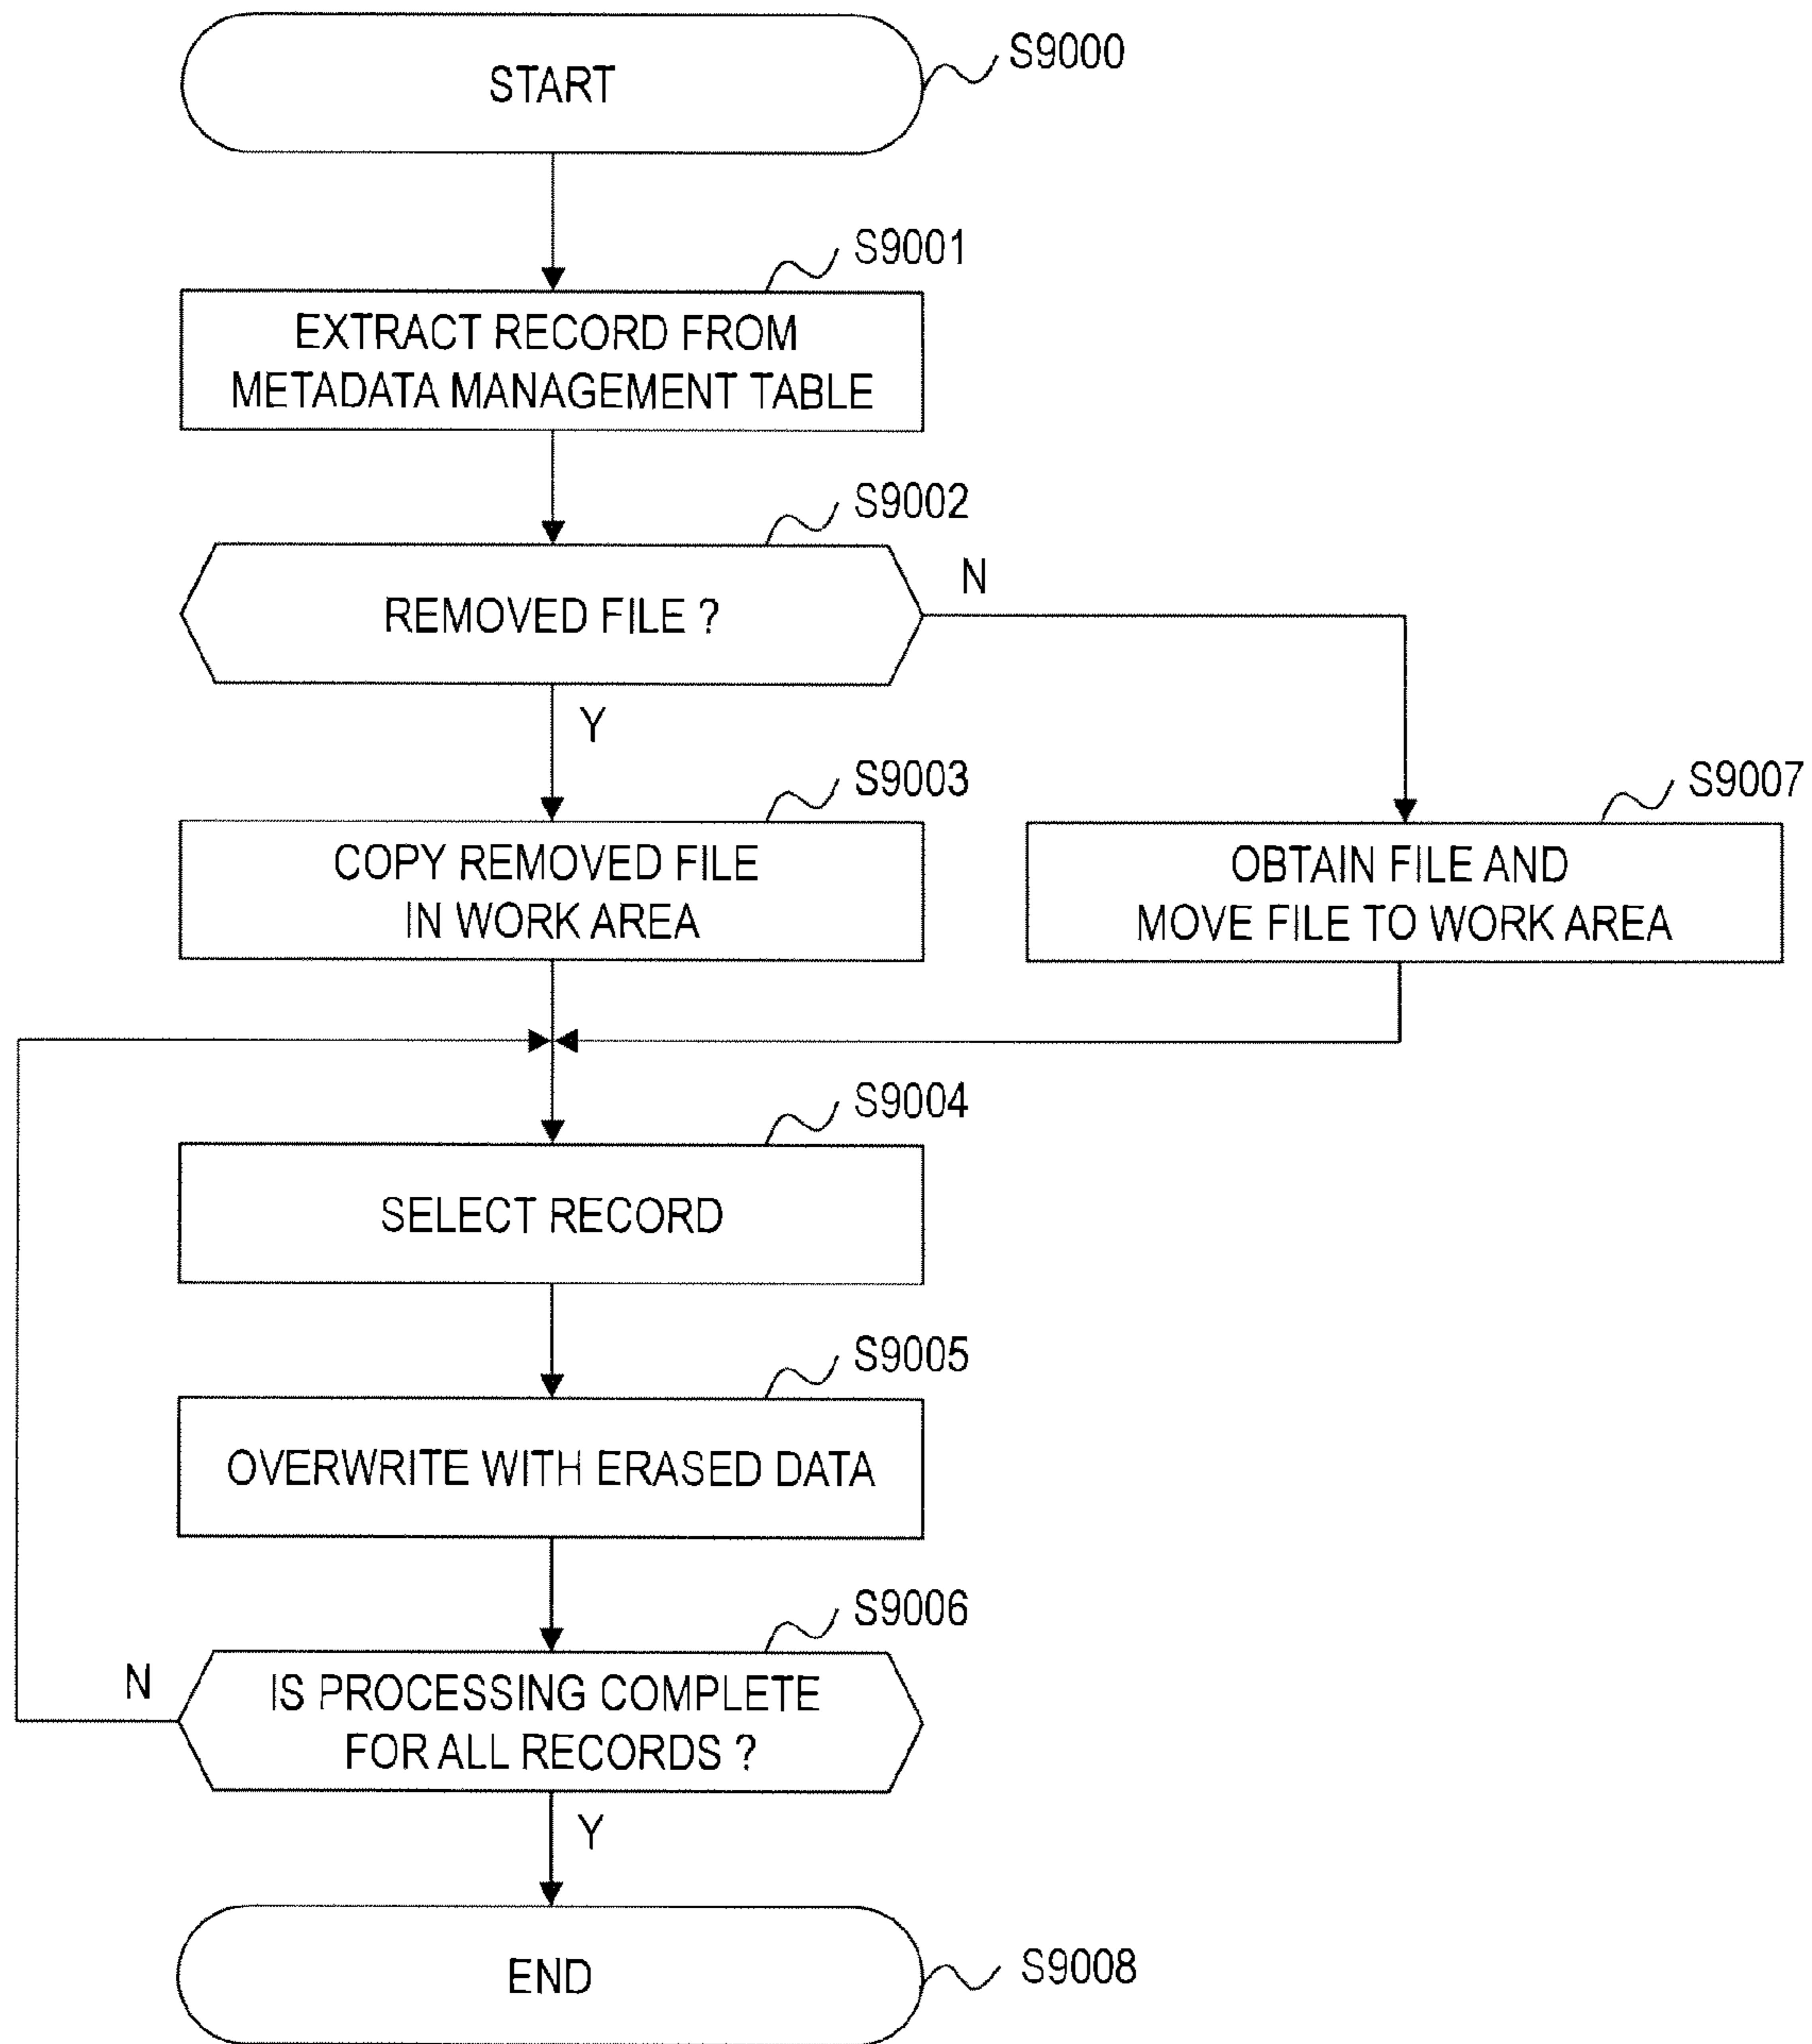 START
S9000
S9001
EXTRACT RECORD FROM
METADATA MANAGEMENT TABLE
S9002
REMOVED FILE ?
N
Y
S9003
COPY REMOVED FILE
IN WORK AREA
S9007
OBTAIN FILE AND
MOVE FILE TO WORK AREA
S9004
SELECT RECORD
S9005
OVERWRITE WITH ERASED DATA
S9006
IS PROCESSING COMPLETE
FOR ALL RECORDS ?
N
Y
END
S9008